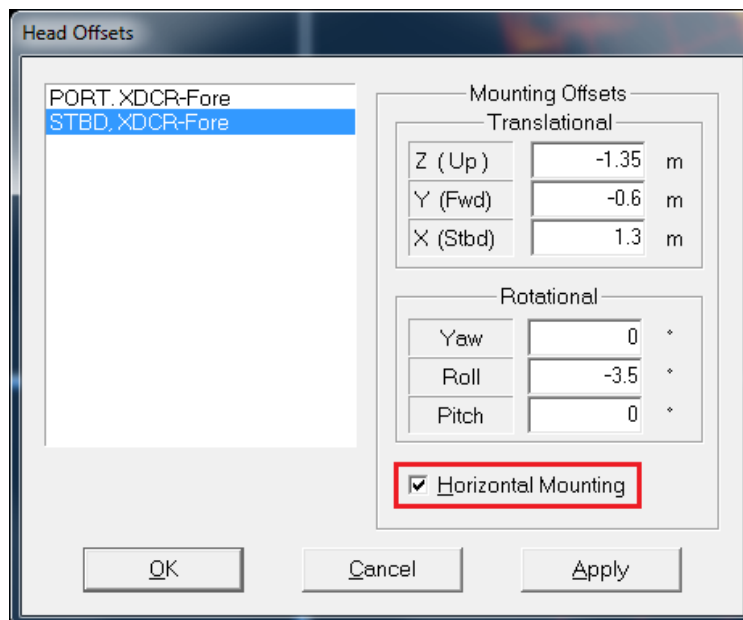 Head Offsets
PORT. XDCR-Fore
STBD, XDCR-Fore
Mounting Offsets
Translational
Z (Up) -1.35 m
Y (Fwd) -0.6 m
X (Stbd) 1.3 m
Rotational
Yaw 0 °
Roll -3.5 °
Pitch 0 °
Horizontal Mounting
OK Cancel Apply